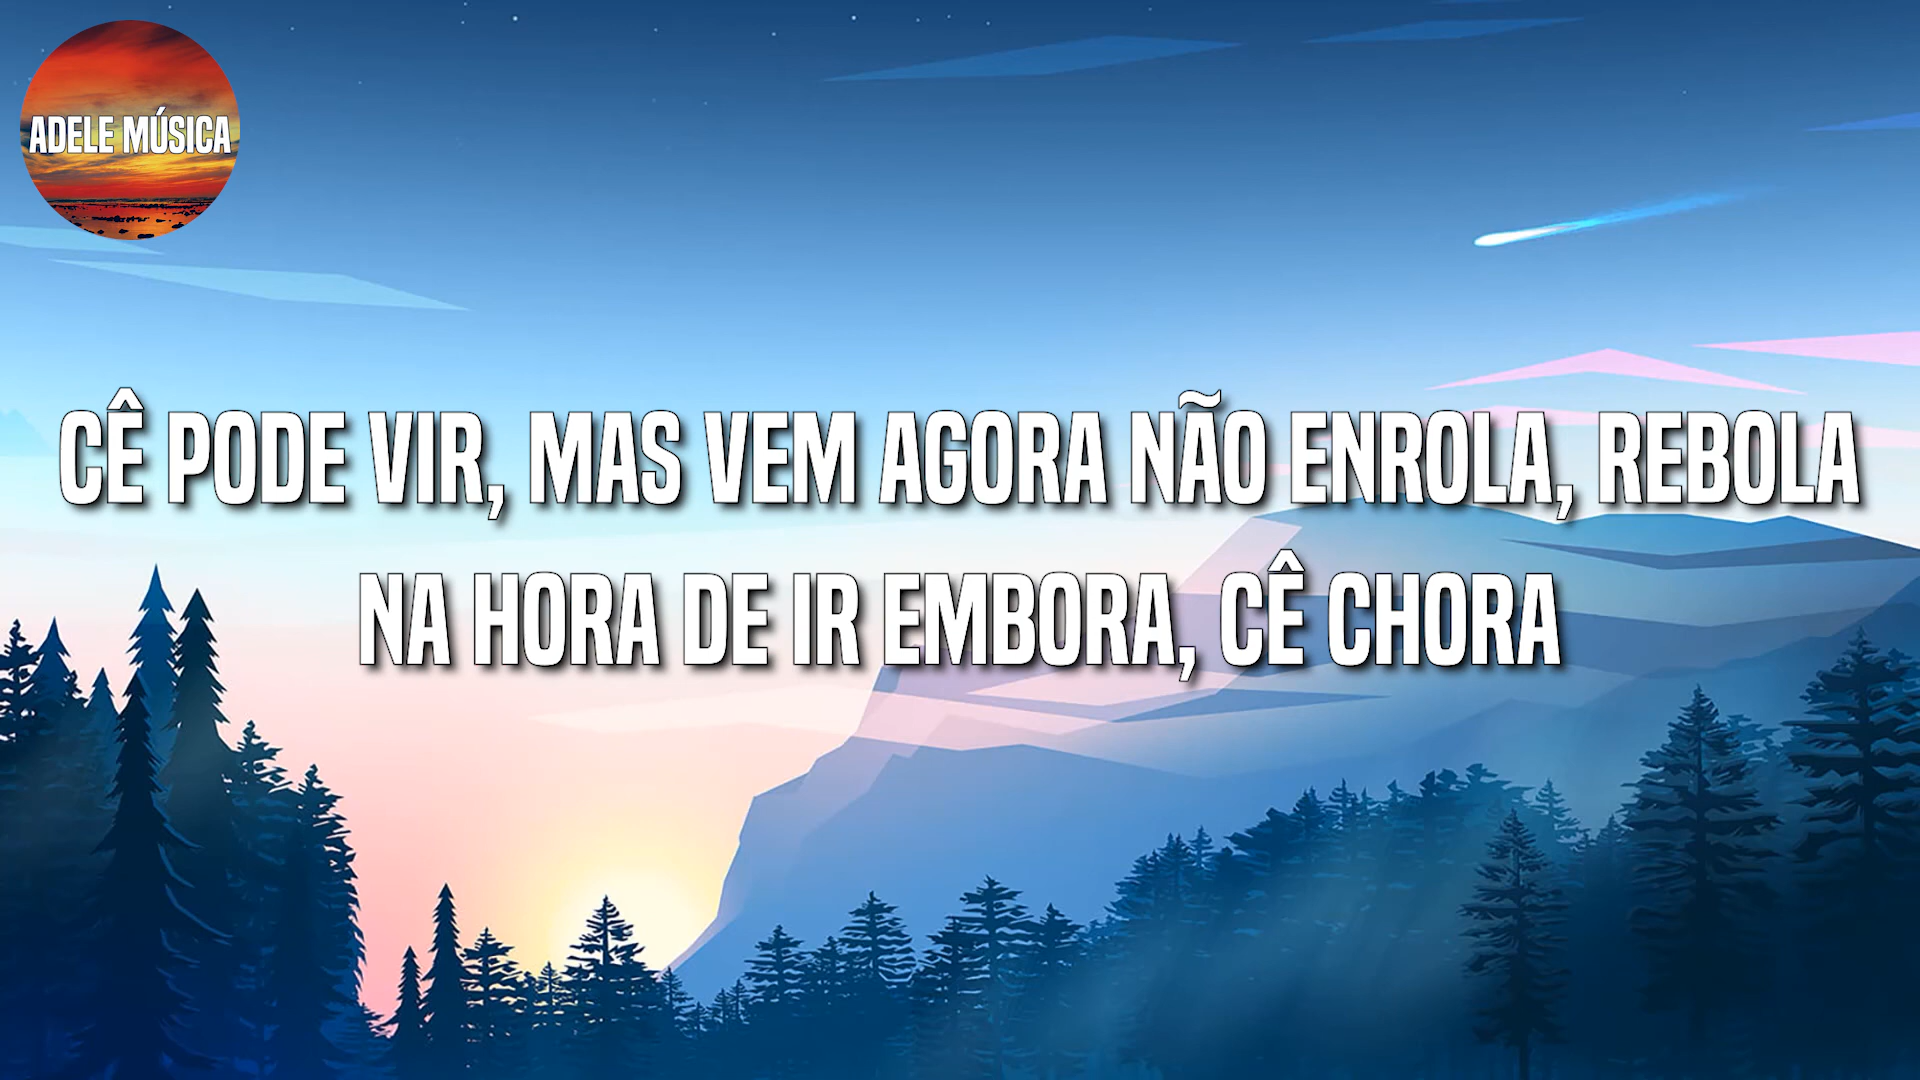 ADELE MÚSICA
CÊ PODE VIR, MAS VEM AGORA NÃO ENROLA, REBOLA
NA HORA DE IR EMBORA, CÊ CHORA